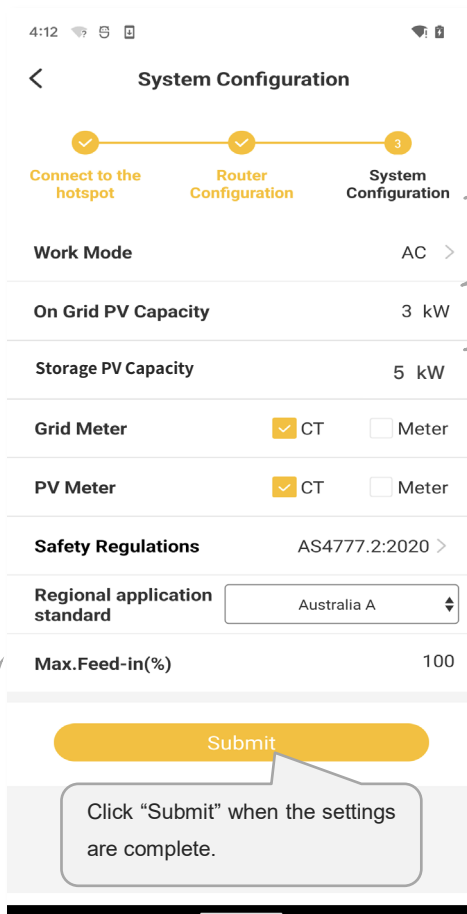 4:12
System Configuration
3
Connect to the Router System
hotspot Configuration Configuration
Work Mode AC
On Grid PV Capacity 3 kW
Storage PV Capacity 5 kW
Grid Meter CT Meter
PV Meter CT Meter
Safety Regulations AS4777.2:2020
Regional application
standard
Australia A
Max.Feed-in(%) 100
Submit
Click “Submit” when the settings
are complete.